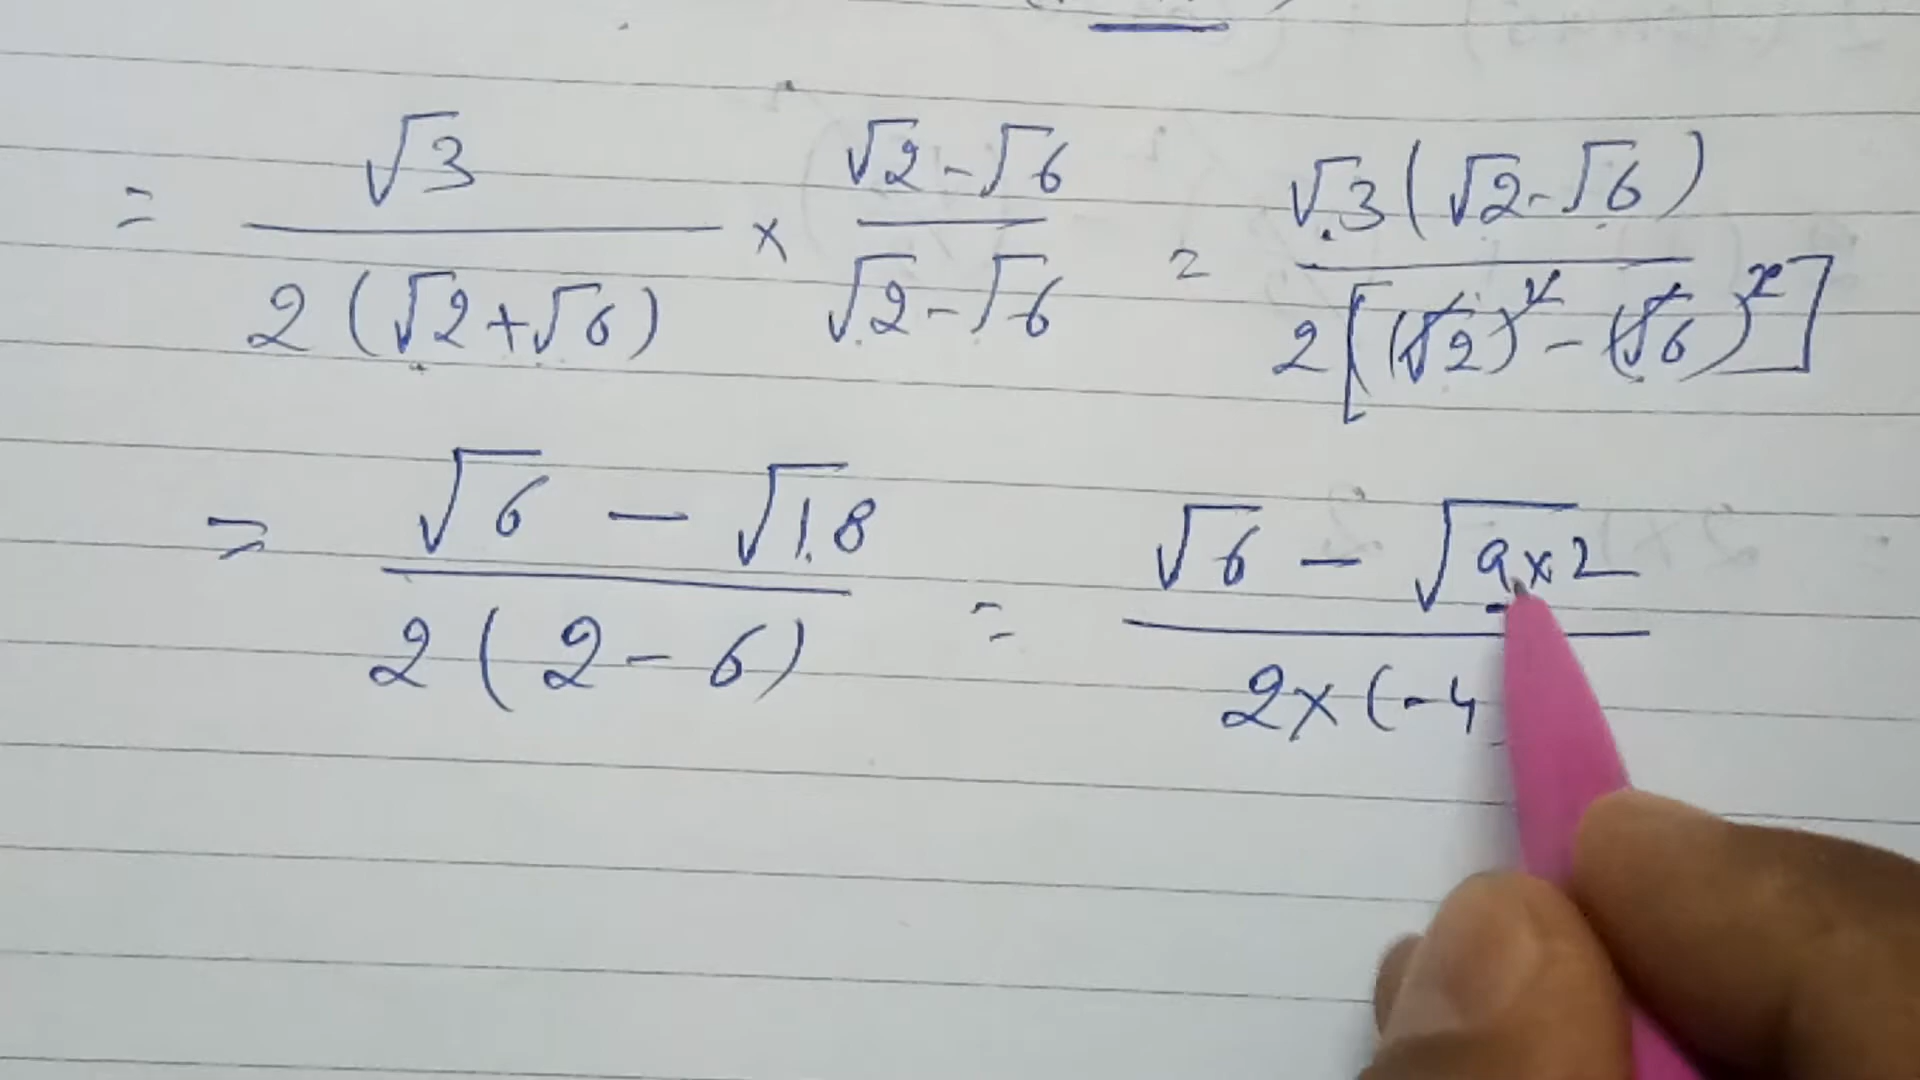 = √3 / 2(√2+√6) × √2-√6 / √2-√6 = √3(√2-√6) / 2[(√2)² - (√6)²]
= √6 - √18 / 2(2-6) = √6 - √9×2 / 2×(-4)